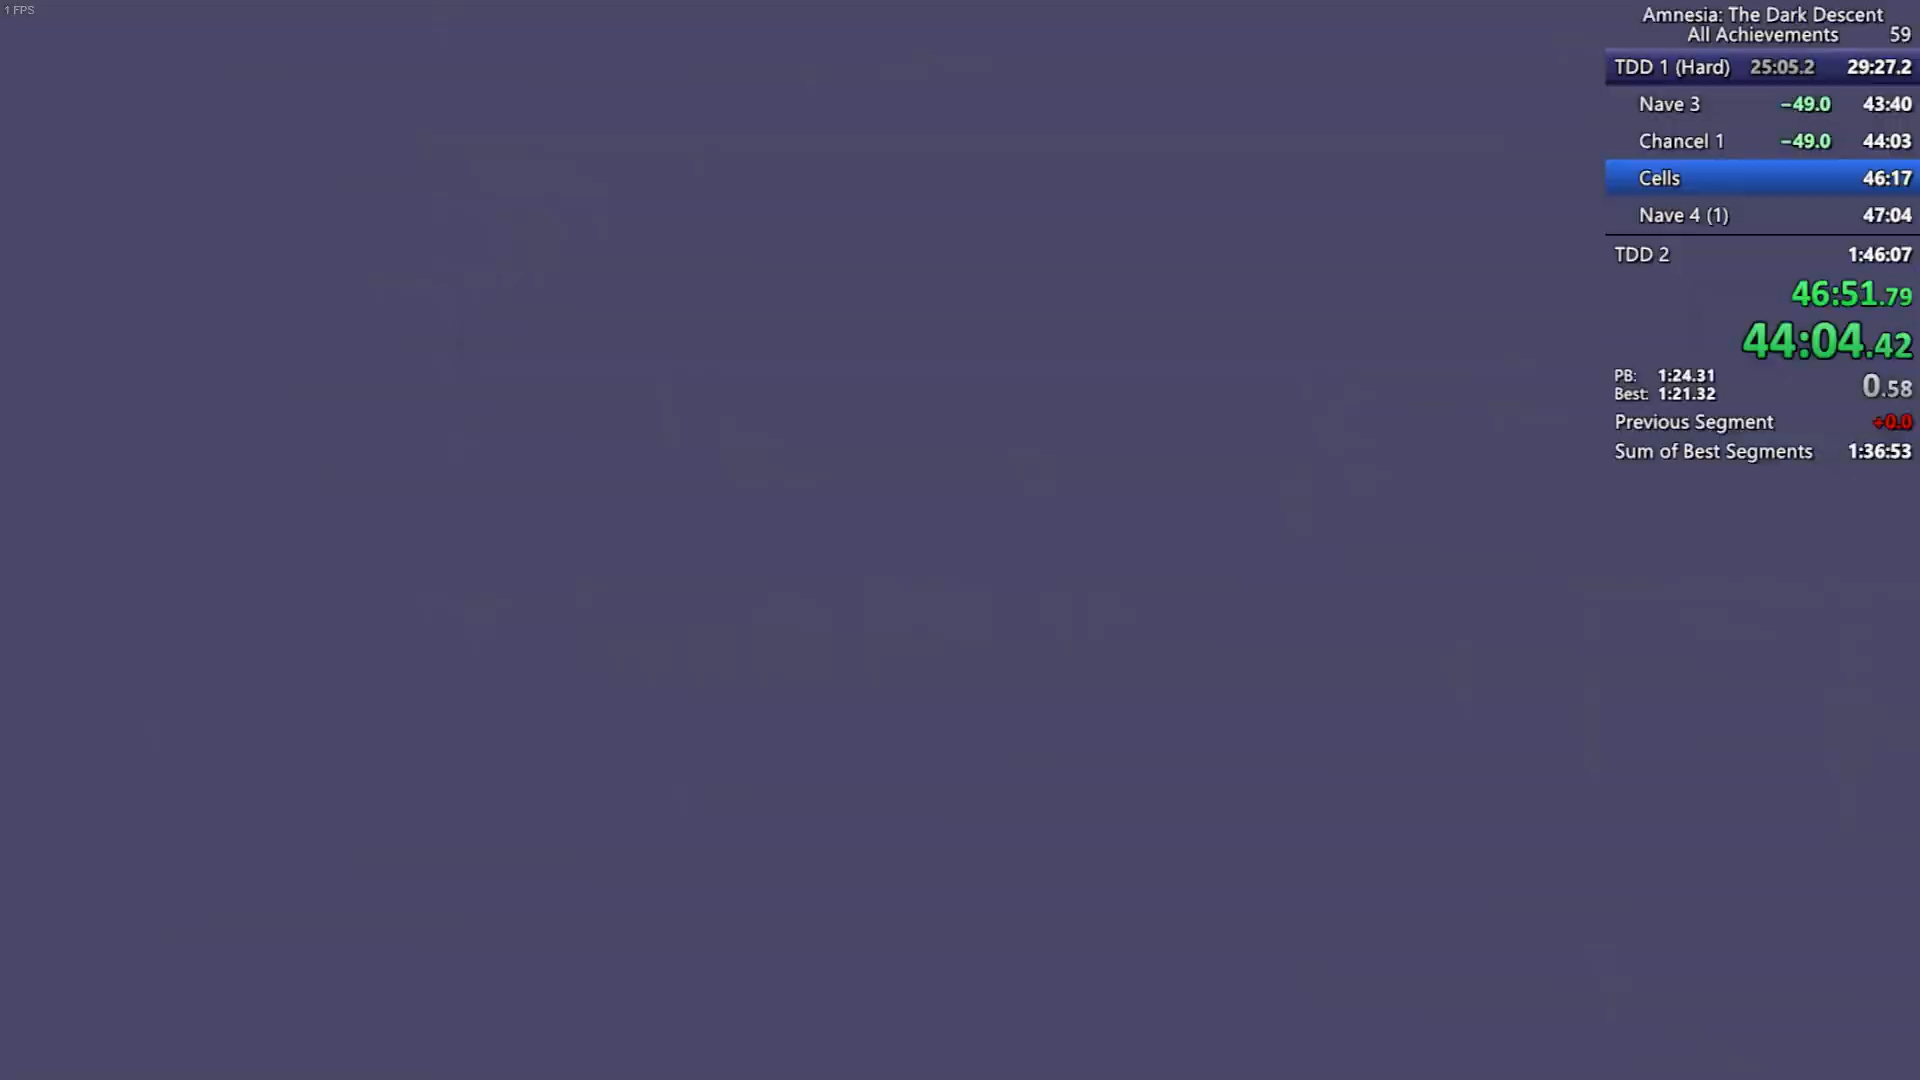 1 FPS
Amnesia: The Dark Descent
All Achievements 59
TDD 1 (Hard) 25:05.2 29:27.2
Nave 3 -49.0 43:40
Chancel 1 -49.0 44:03
Cells 46:17
Nave 4 (1) 47:04
TDD 2 1:46:07
46:51.79
44:04.42
PB: 1:24.31
Best: 1:21.32
0.58
Previous Segment +0.0
Sum of Best Segments 1:36:53